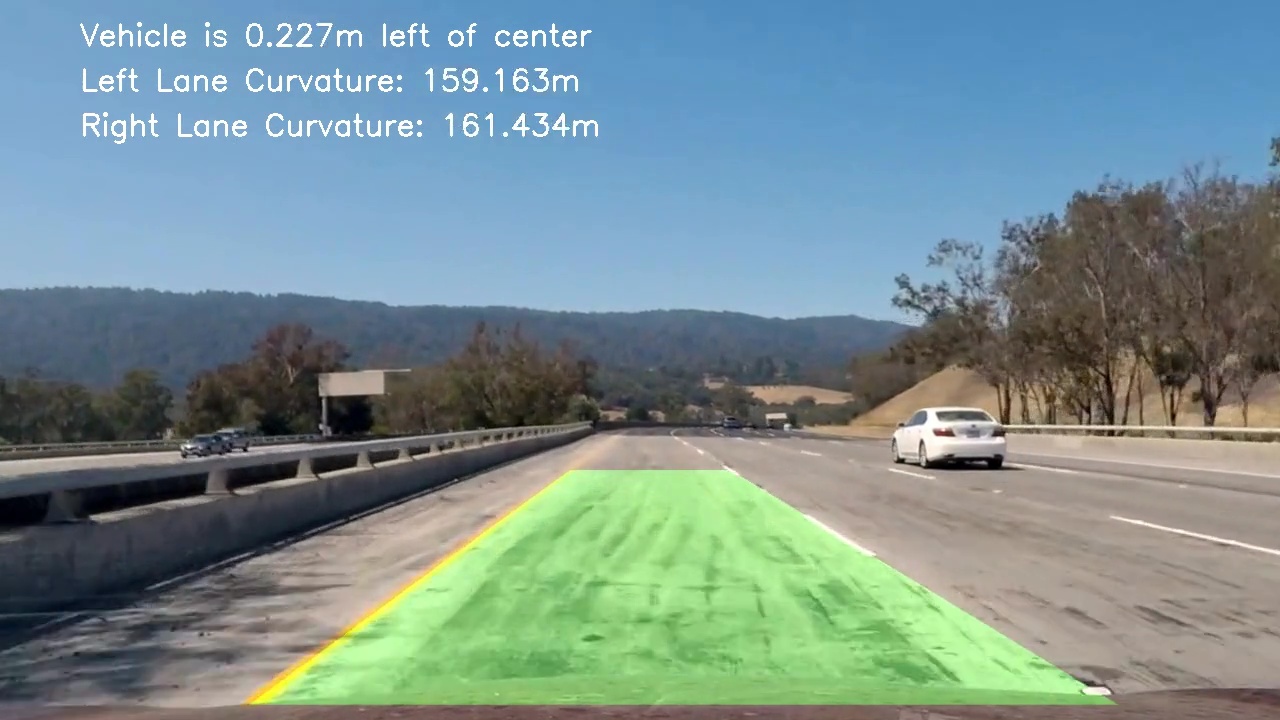 Vehicle is 0.227m left of center
Left Lane Curvature: 159.163m
Right Lane Curvature: 161.434m